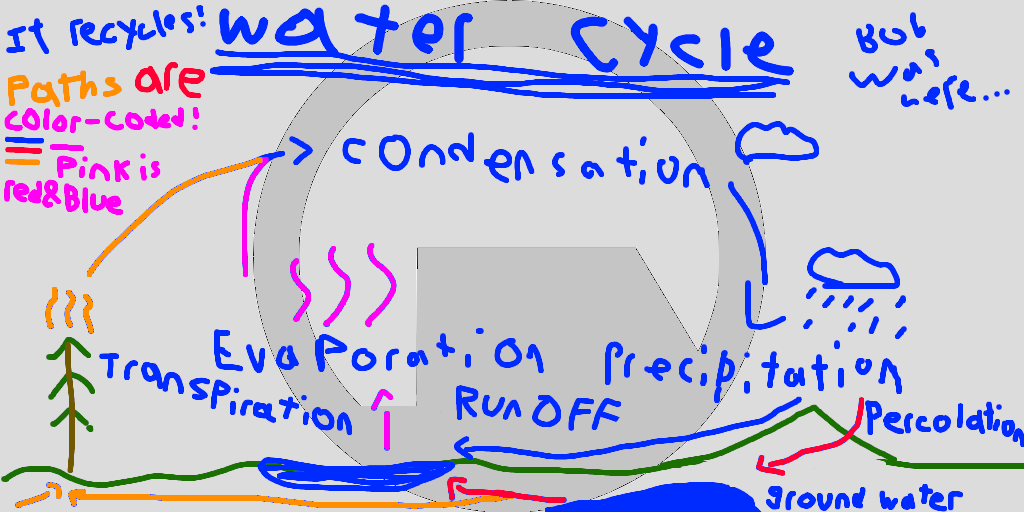 It recycles!
Water Cycle
Bob
was
here...
Paths are
color-coded!
Pink is
red&Blue
condensation
Evaporation
Precipitation
Transpiration
RunOFF
Percolation
ground water